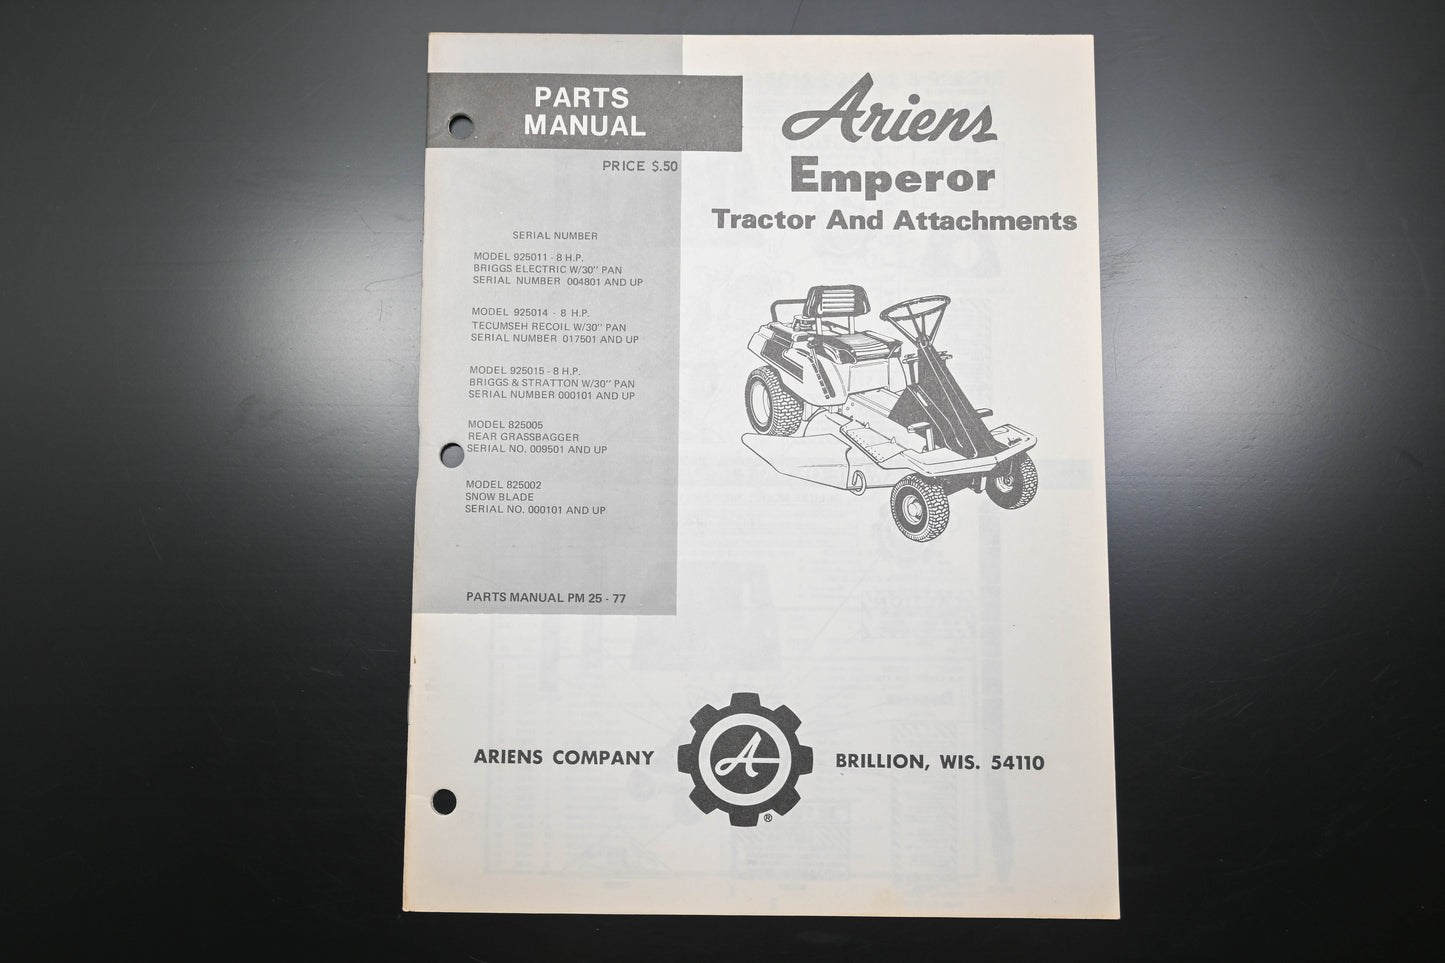 PARTS
MANUAL
PRICE $.50
SERIAL NUMBER
MODEL 925011 - 8 H.P.
BRIGGS ELECTRIC W/30" PAN
SERIAL NUMBER 004801 AND UP
MODEL 925014 - 8 H.P.
TECUMSEH RECOIL W/30" PAN
SERIAL NUMBER 017501 AND UP
MODEL 925015 - 8 H.P.
BRIGGS & STRATTON W/30" PAN
SERIAL NUMBER 000101 AND UP
MODEL 825005
REAR GRASSBAGGER
SERIAL NO. 009501 AND UP
MODEL 825002
SNOW BLADE
SERIAL NO. 000101 AND UP
PARTS MANUAL PM 25 - 77
Ariens
Emperor
Tractor And Attachments
ARIENS COMPANY
A
®
BRILLION, WIS. 54110